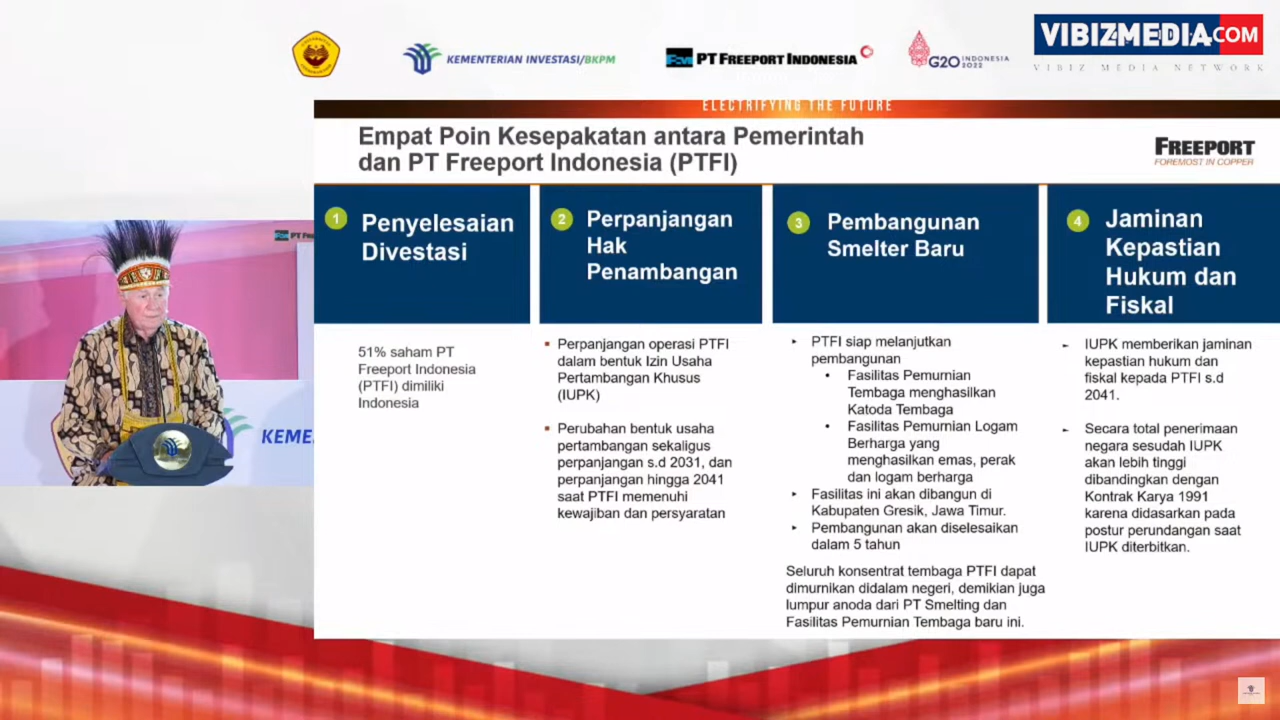 KEMENTERIAN INVESTASI/BKPM
PT FREEPORT INDONESIA
G20 INDONESIA
2022
VIBIZMEDIA.COM
VIBIZ MEDIA NETWORK
ELECTRIFYING THE FUTURE
Empat Poin Kesepakatan antara Pemerintah
dan PT Freeport Indonesia (PTFI)
FREEPORT
FOREMOST IN COPPER
1
Penyelesaian
Divestasi
51% saham PT
Freeport Indonesia
(PTFI) dimiliki
Indonesia
2
Perpanjangan
Hak
Penambangan
Perpanjangan operasi PTFI
dalam bentuk Izin Usaha
Pertambangan Khusus
(IUPK)
Perubahan bentuk usaha
pertambangan sekaligus
perpanjangan s.d 2031, dan
perpanjangan hingga 2041
saat PTFI memenuhi
kewajiban dan persyaratan
3
Pembangunan
Smelter Baru
PTFI siap melanjutkan
pembangunan
Fasilitas Pemurnian
Tembaga menghasilkan
Katoda Tembaga
Fasilitas Pemurnian Logam
Berharga yang
menghasilkan emas, perak
dan logam berharga
Fasilitas ini akan dibangun di
Kabupaten Gresik, Jawa Timur.
Pembangunan akan diselesaikan
dalam 5 tahun
Seluruh konsentrat tembaga PTFI dapat
dimurnikan didalam negeri, demikian juga
lumpur anoda dari PT Smelting dan
Fasilitas Pemurnian Tembaga baru ini.
4
Jaminan
Kepastian
Hukum dan
Fiskal
IUPK memberikan jaminan
kepastian hukum dan
fiskal kepada PTFI s.d
2041.
Secara total penerimaan
negara sesudah IUPK
akan lebih tinggi
dibandingkan dengan
Kontrak Karya 1991
karena didasarkan pada
postur perundangan saat
IUPK diterbitkan.
PT Fre
KEME